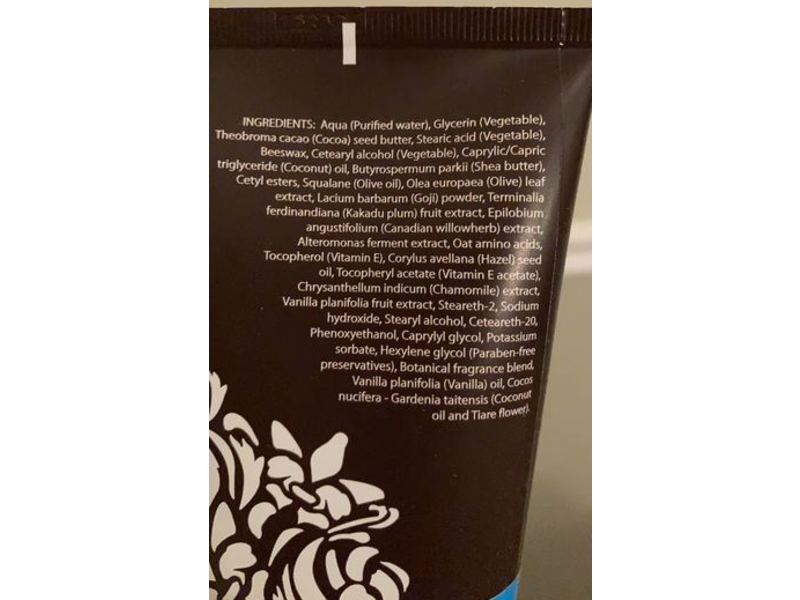 INGREDIENTS: Aqua (Purified water), Glycerin (Vegetable),
Theobroma cacao (Cocoa) seed butter, Stearic acid (Vegetable),
Beeswax, Cetearyl alcohol (Vegetable), Caprylic/Capric
triglyceride (Coconut) oil, Butyrospermum parkii (Shea butter),
Cetyl esters, Squalane (Olive oil), Olea europaea (Olive) leaf
extract, Lacium barbarum (Goji) powder, Terminalia
ferdinandiana (Kakadu plum) fruit extract, Epilobium
angustifolium (Canadian willowherb) extract,
Alteromonas ferment extract, Oat amino acids,
Tocopherol (Vitamin E), Corylus avellana (Hazel) seed
oil, Tocopheryl acetate (Vitamin E acetate),
Chrysanthellum indicum (Chamomile) extract,
Vanilla planifolia fruit extract, Steareth-2, Sodium
hydroxide, Stearyl alcohol, Ceteareth-20,
Phenoxyethanol, Caprylyl glycol, Potassium
sorbate, Hexylene glycol (Paraben-free
preservatives), Botanical fragrance blend,
Vanilla planifolia (Vanilla) oil, Cocos
nucifera - Gardenia taitensis (Coconut
oil and Tiare flower).